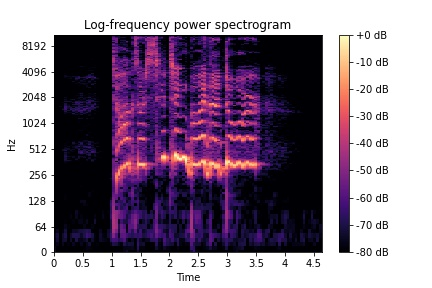 Log-frequency power spectrogram
Hz
8192
4096
2048
1024
512
256
128
64
0
0
0.5
1
1.5
2
2.5
3
3.5
4
4.5
Time
+0 dB
-10 dB
-20 dB
-30 dB
-40 dB
-50 dB
-60 dB
-70 dB
-80 dB